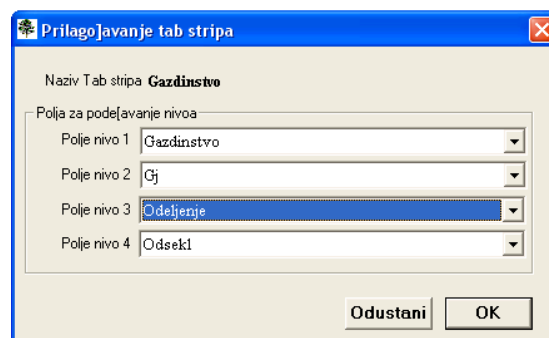 Prilago]avanje tab stripa
Naziv Tab stripa Gazdinstvo
Polja za pode[avanje nivoa
Polje nivo 1 Gazdinstvo
Polje nivo 2 Gj
Polje nivo 3 Odeljenje
Polje nivo 4 Odsekl
Odustani OK